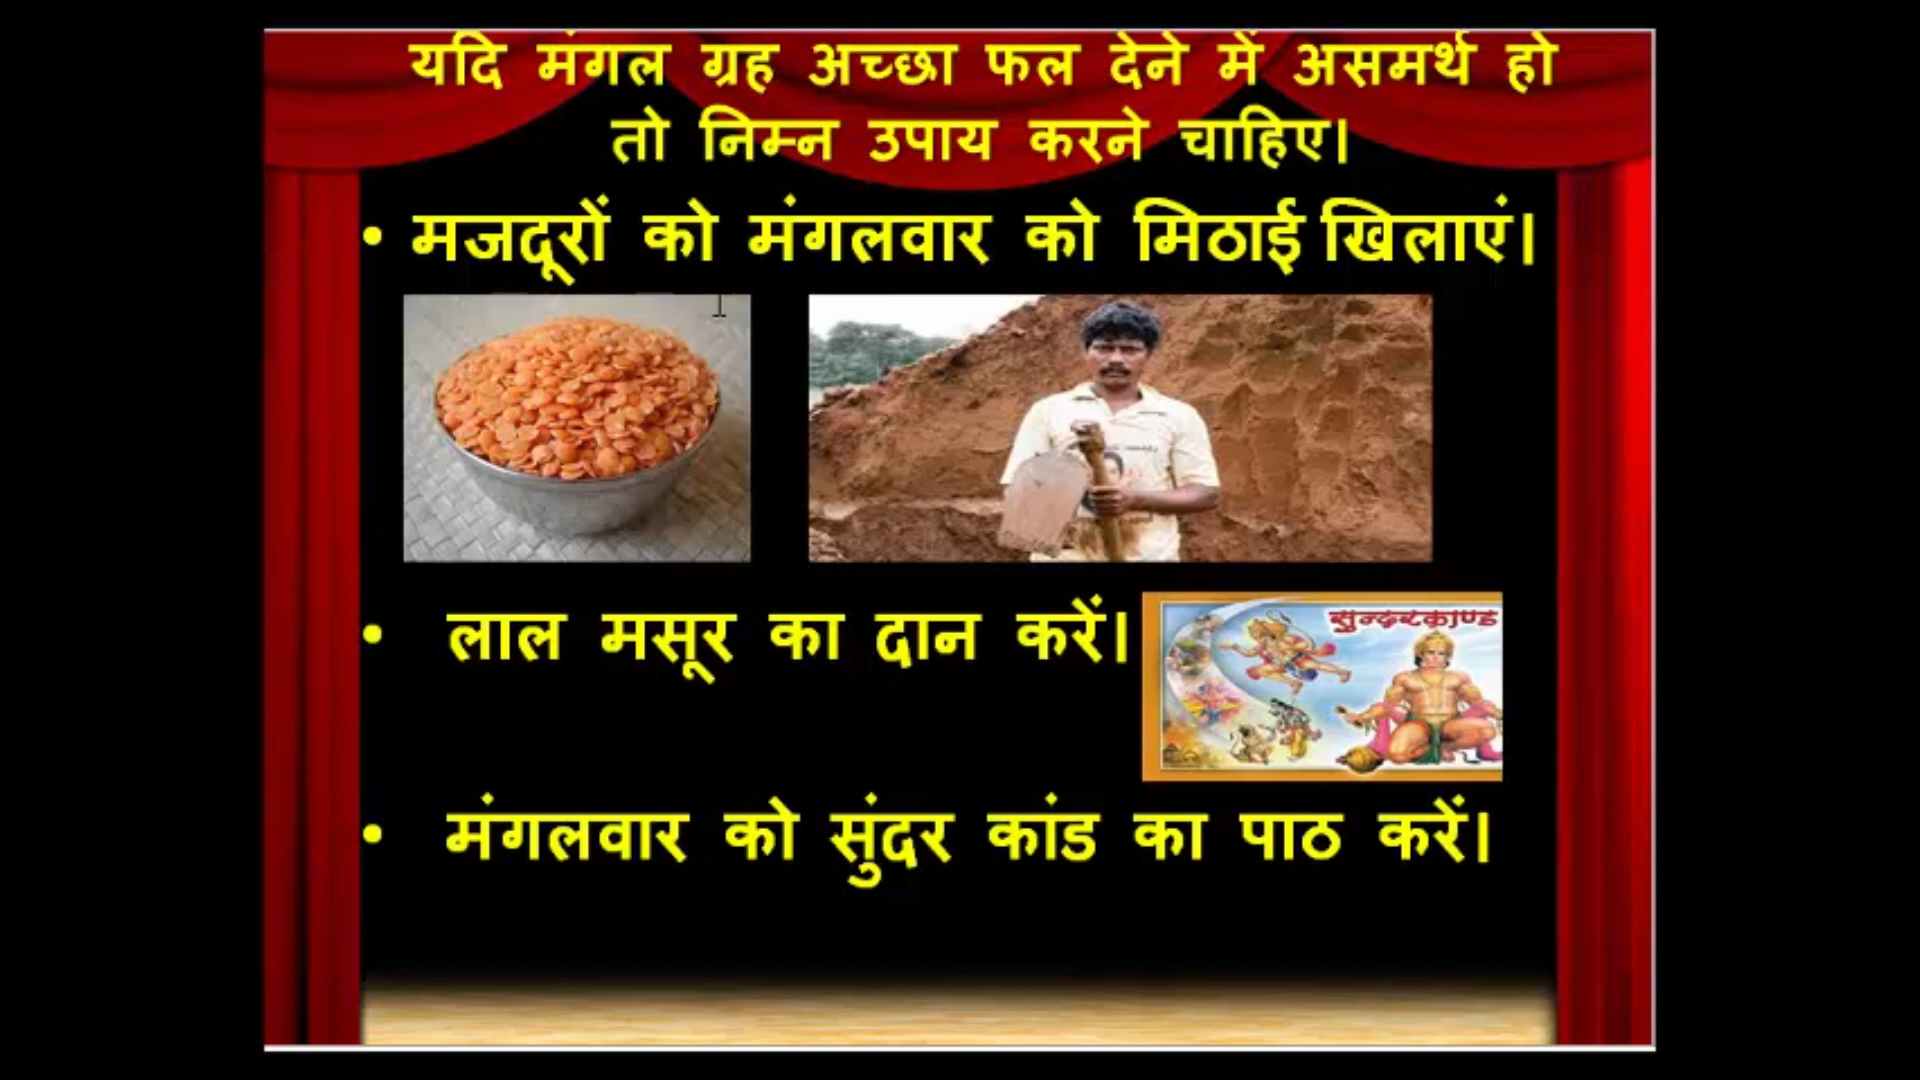 यदि मंगल ग्रह अच्छा फल देने में असमर्थ हो
तो निम्न उपाय करने चाहिए।
• मजदूरों को मंगलवार को मिठाई खिलाएं।
• लाल मसूर का दान करें।
सुन्दरकाण्ड
• मंगलवार को सुंदर कांड का पाठ करें।